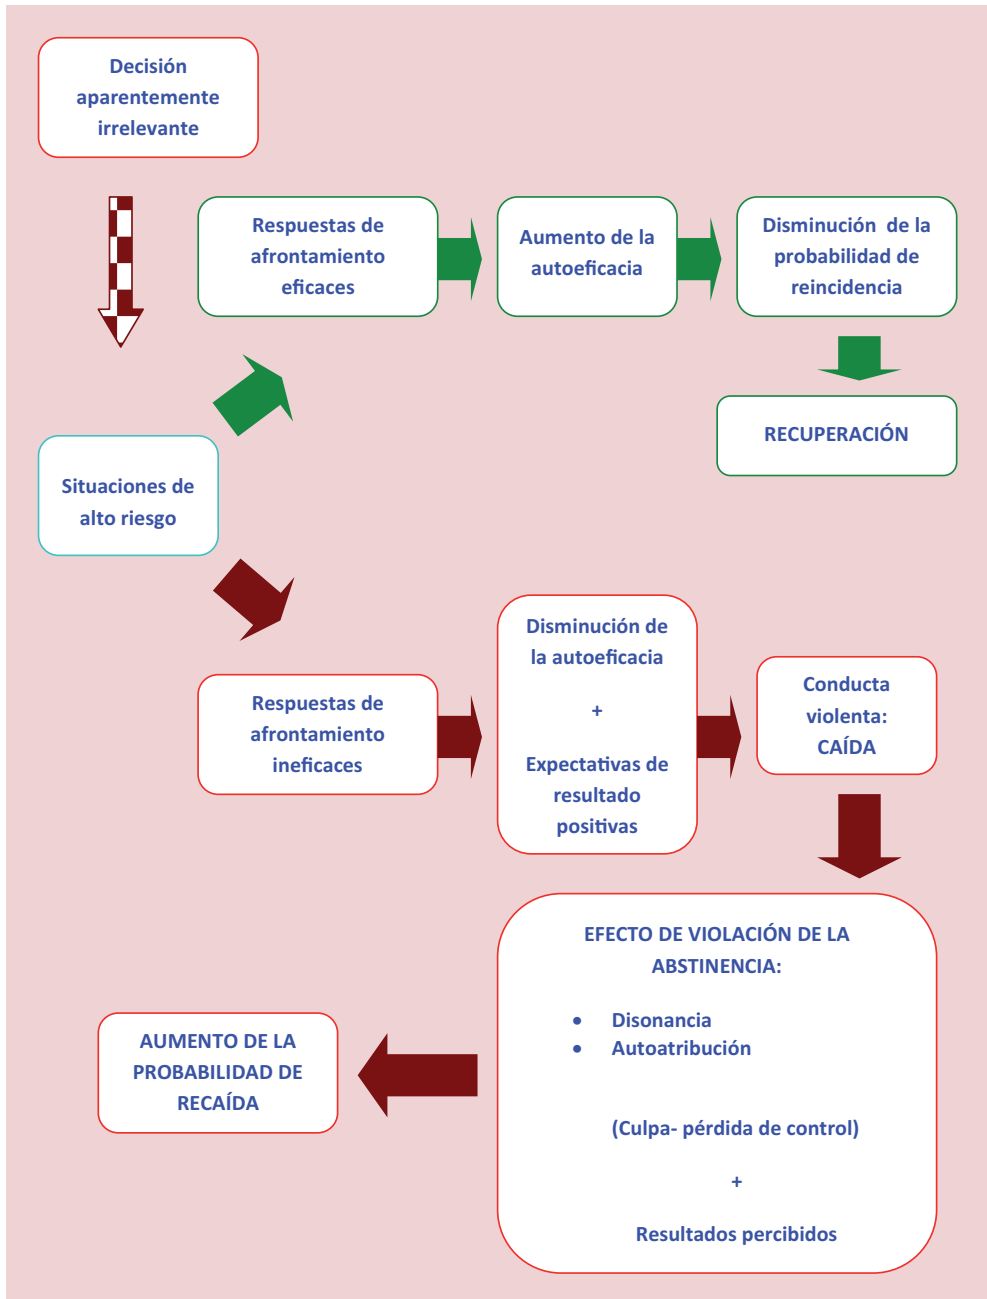 Decisión
aparentemente
irrelevante
Respuestas de
afrontamiento
eficaces
Aumento de la
autoeficacia
Disminución de la
probabilidad de
reincidencia
RECUPERACIÓN
Situaciones de
alto riesgo
Respuestas de
afrontamiento
ineficaces
Disminución de
la autoeficacia
+
Expectativas de
resultado
positivas
Conducta
violenta:
CAÍDA
EFECTO DE VIOLACIÓN DE LA
ABSTINENCIA:
• Disonancia
• Autoatribución
(Culpa- pérdida de control)
+
Resultados percibidos
AUMENTO DE LA
PROBABILIDAD DE
RECAÍDA